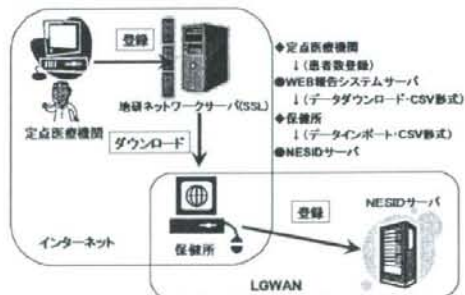 登録
地研ネットワークサーバ(SSL)
定点医療機関
ダウンロード
◆定点医療機関
↓(患者数登録)
●WEB報告システムサーバ
↓(データダウンロード・CSV形式)
◆保健所
↓(データインポート・CSV形式)
●NESIDサーバ
インターネット
保健所
登録
NESIDサーバ
LGWAN